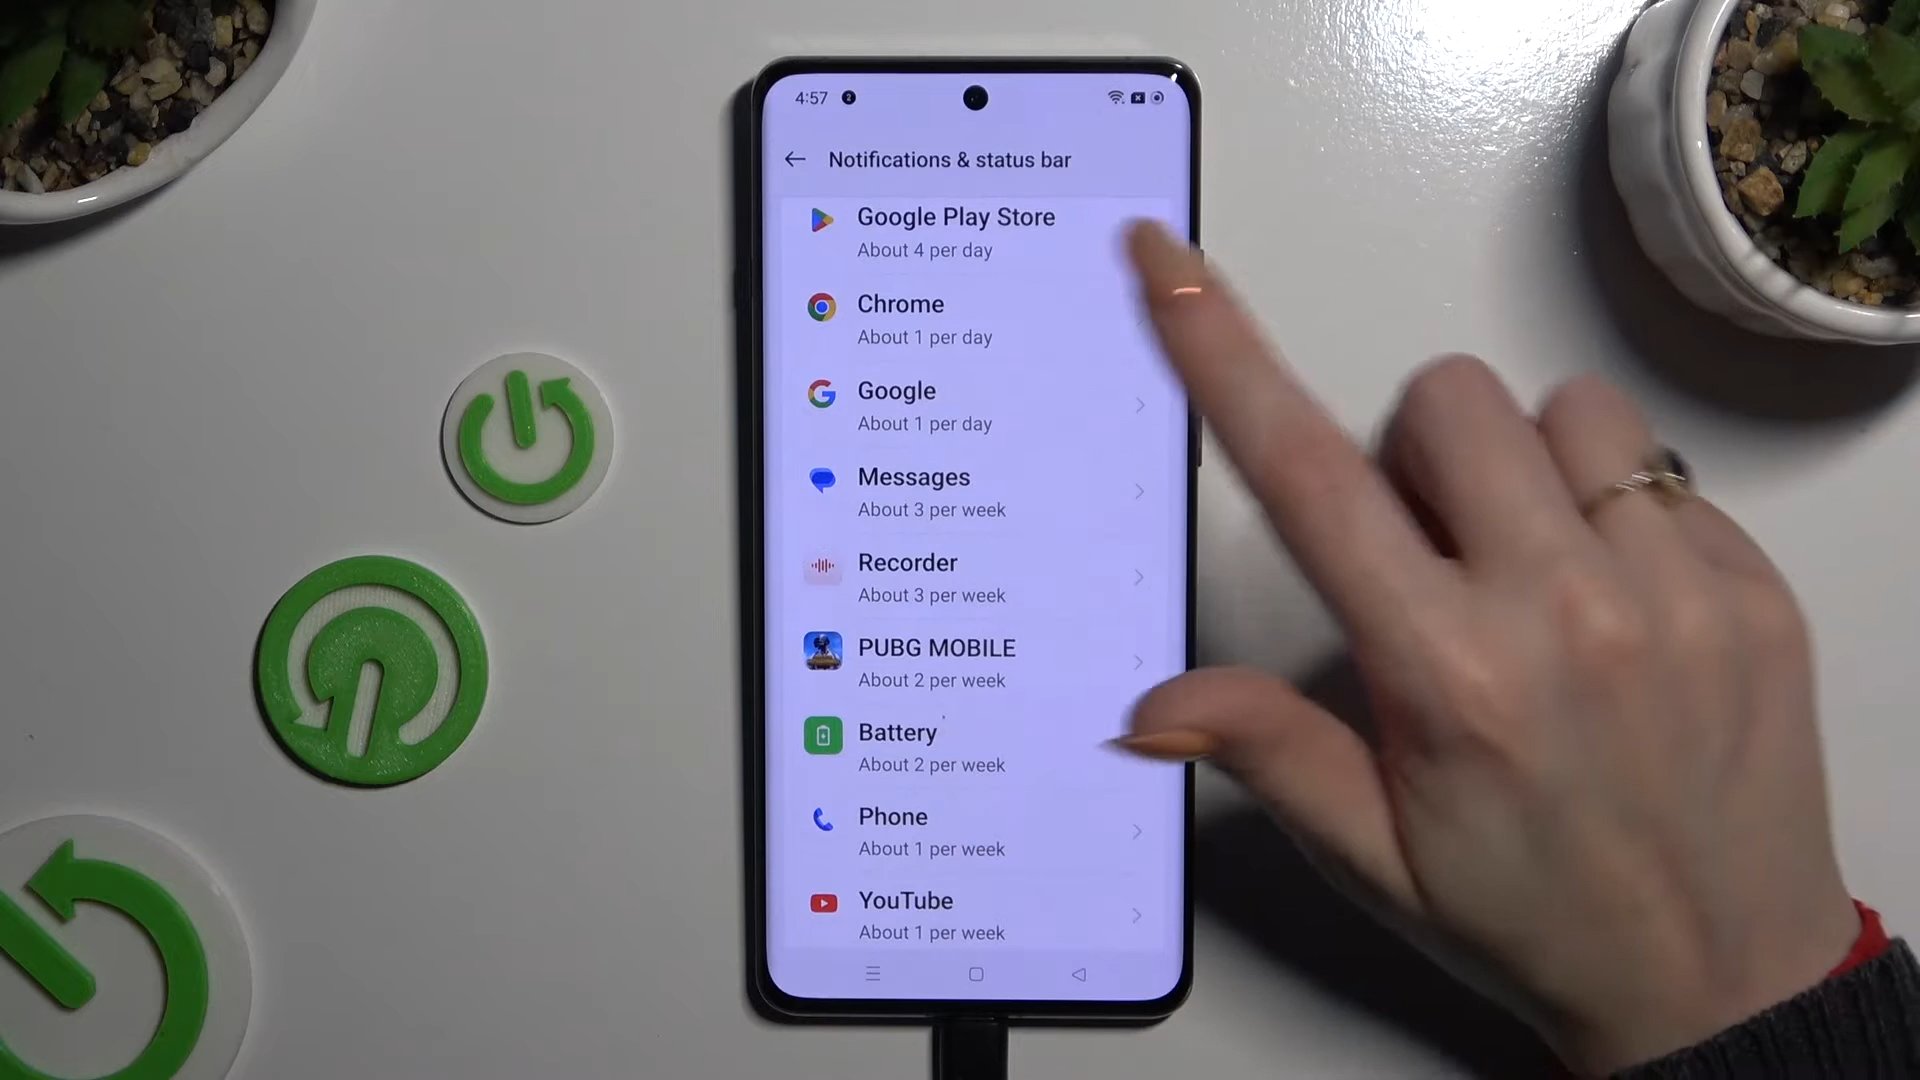 4:57
Notifications & status bar
Google Play Store
About 4 per day
Chrome
About 1 per day
Google
About 1 per day
Messages
About 3 per week
Recorder
About 3 per week
PUBG MOBILE
About 2 per week
Battery
About 2 per week
Phone
About 1 per week
YouTube
About 1 per week